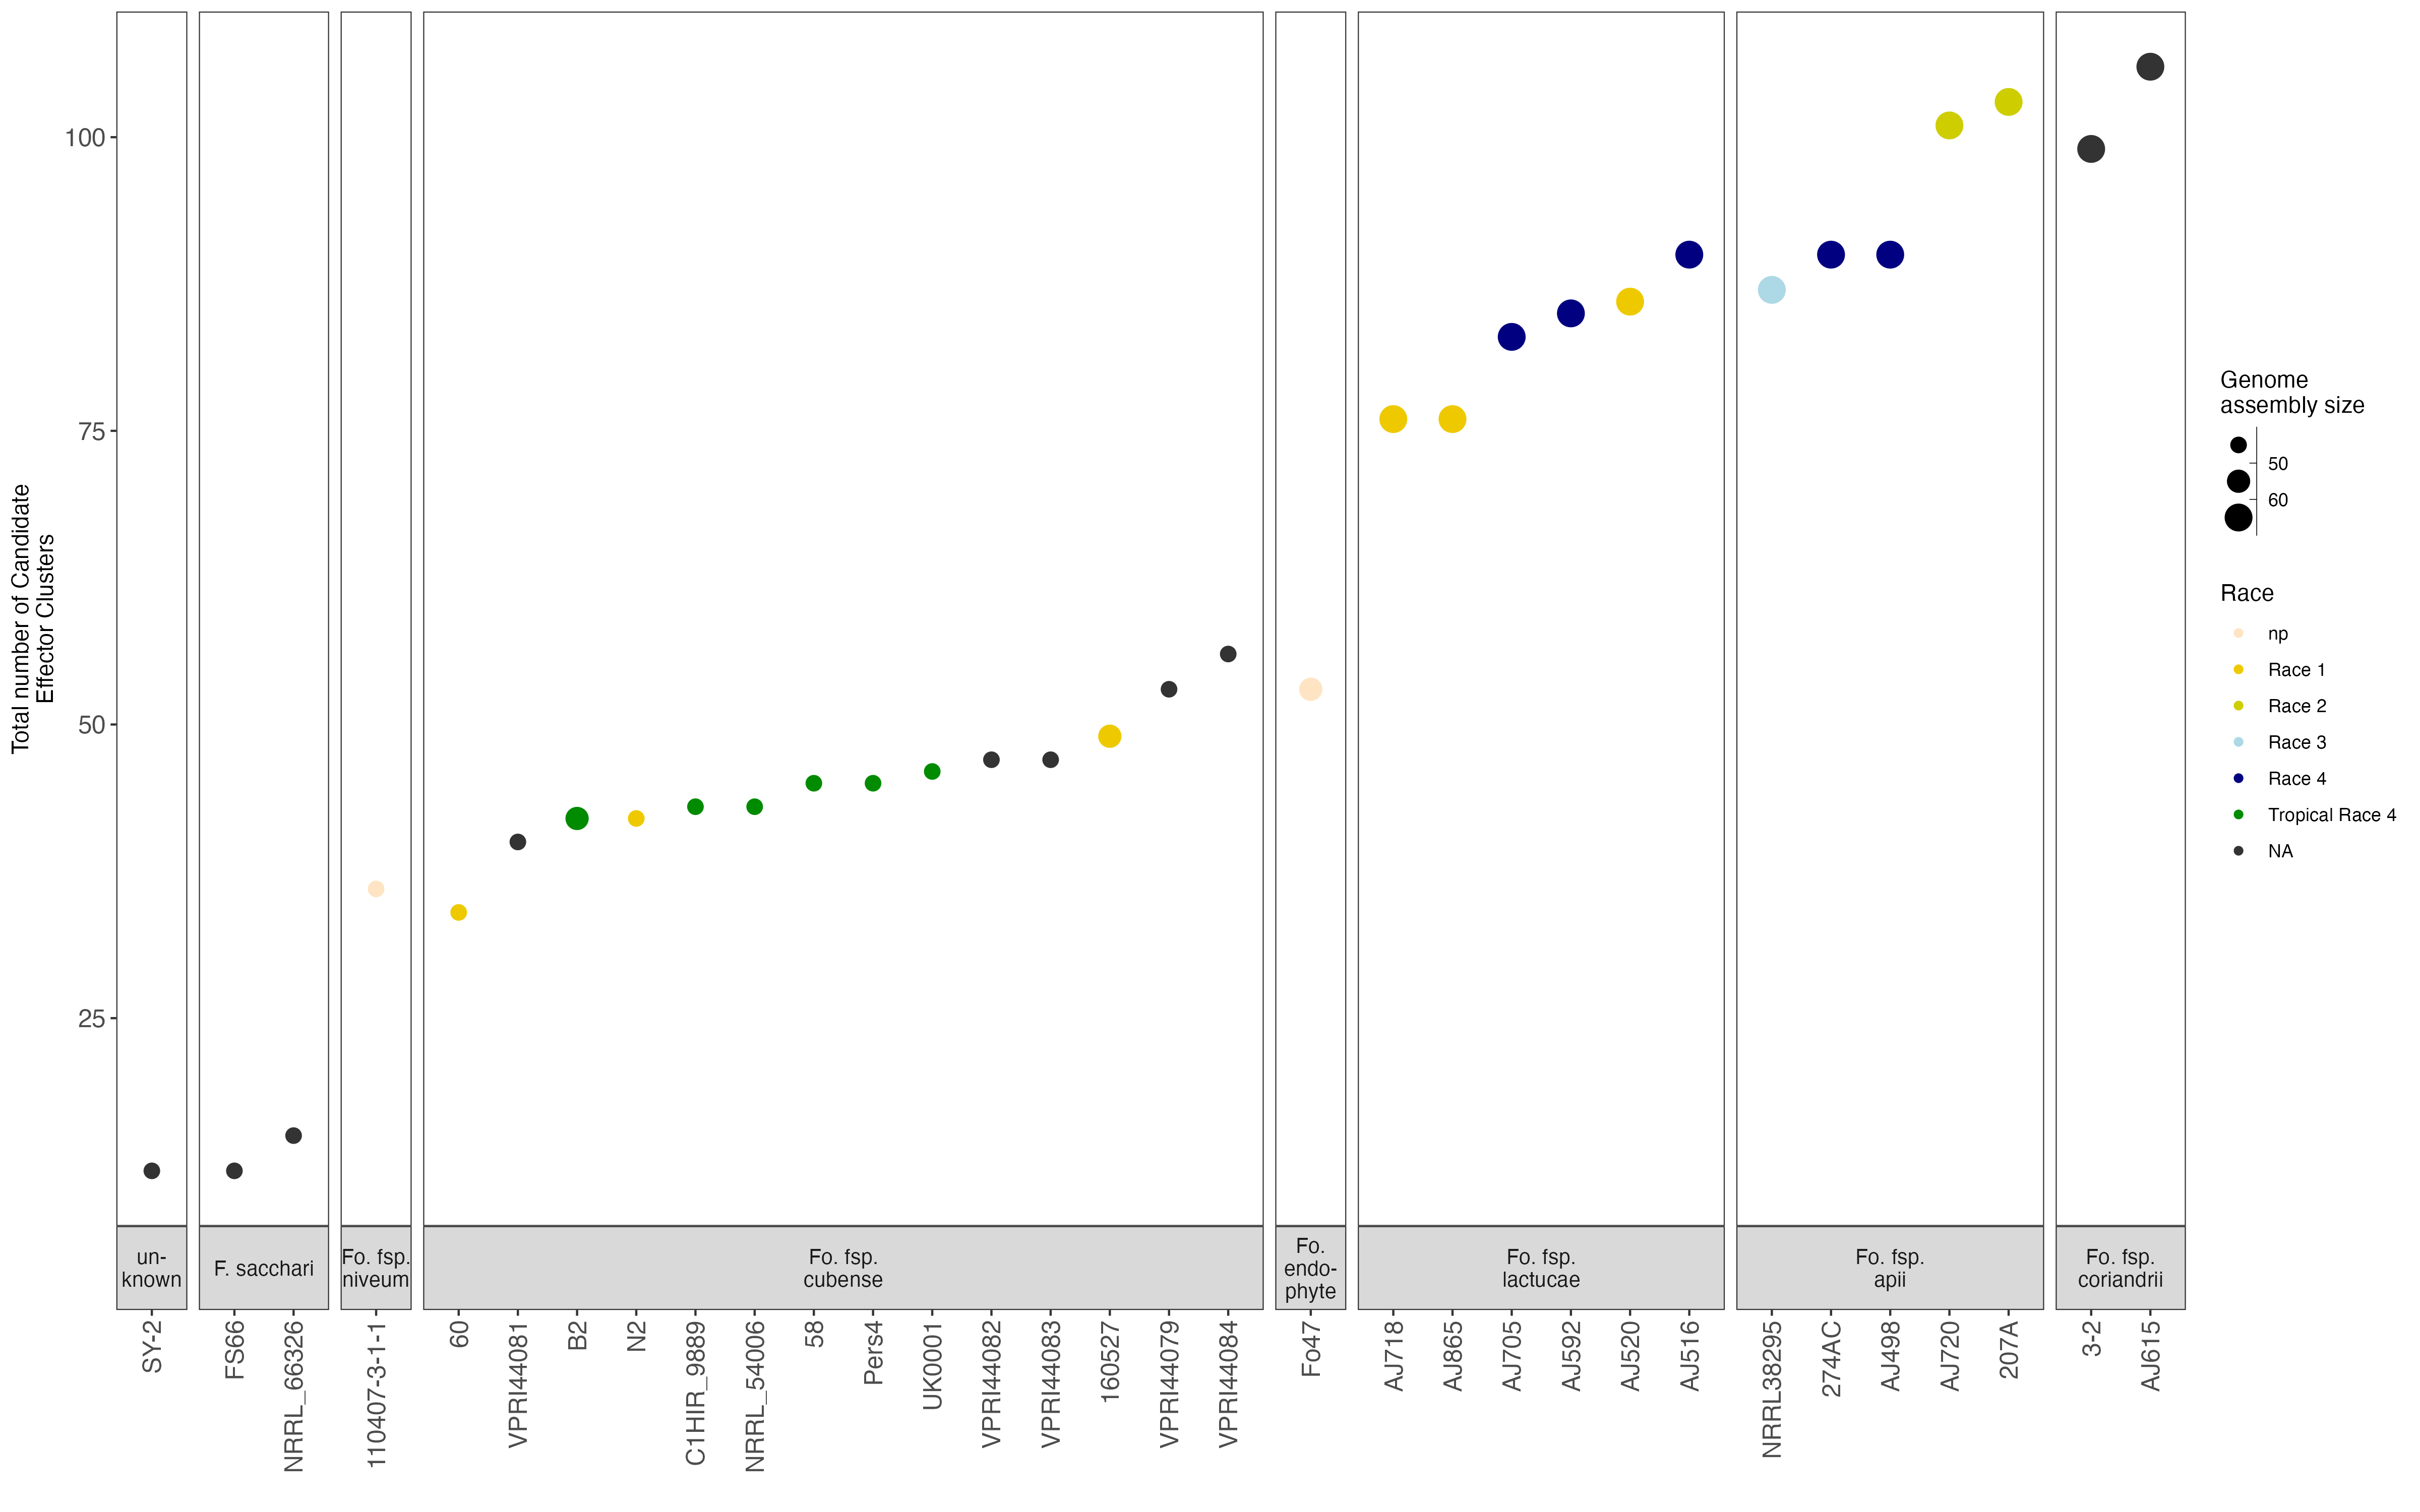 Total number of Candidate
Effector Clusters
100
75
50
25
un-
known
F. sacchari
Fo. fsp.
niveum
Fo. fsp.
cubense
Fo.
endo-
phyte
Fo. fsp.
lactucae
Fo. fsp.
apii
Fo. fsp.
coriandrii
SY-2
FS66
NRRL_66326
110407-3-1-1
60
VPRI44081
B2
N2
C1HIR_9889
NRRL_54006
58
Pers4
UK0001
VPRI44082
VPRI44083
160527
VPRI44079
VPRI44084
Fo47
AJ718
AJ865
AJ705
AJ592
AJ520
AJ516
NRRL38295
274AC
AJ498
AJ720
207A
3-2
AJ615
Genome
assembly size
50
60
Race
np
Race 1
Race 2
Race 3
Race 4
Tropical Race 4
NA